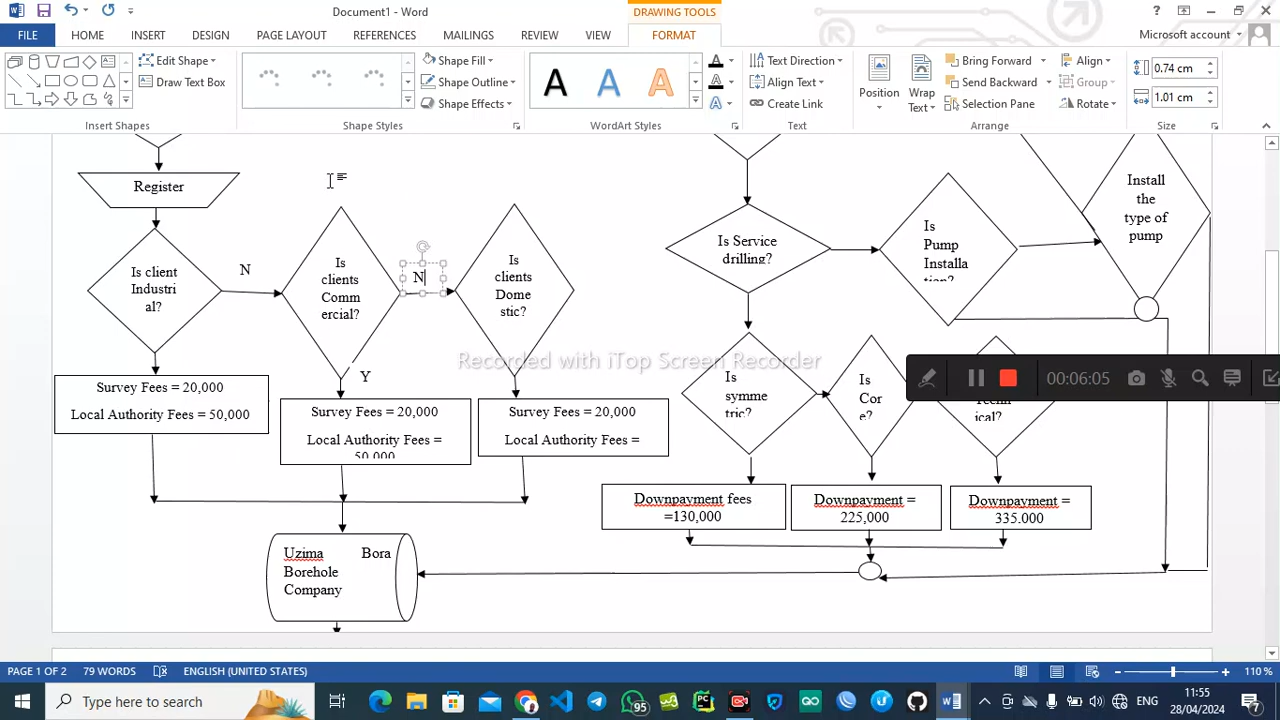 Document1 - Word
DRAWING TOOLS
?
FILE
HOME
INSERT
DESIGN
PAGE LAYOUT
REFERENCES
MAILINGS
REVIEW
VIEW
FORMAT
Microsoft account
Edit Shape
Draw Text B
Insert Shapes
Shape Fill
Shape Outline
Shape Effects
Shape Styles
A A A
WordArt Styles
Text Direction
Align Text
Create Link
Text
Position
Wrap
Text
Bring Forward
Send Backward
Selection Pane
Align
Group
Rotate
Arrange
0.74 cm
1.01 cm
Size
Register
Is client
Industri
al?
N
Is
clients
Comm
ercial?
N
Is
clients
Dome
stic?
Y
Survey Fees = 20,000
Local Authority Fees = 50,000
Survey Fees = 20,000
Local Authority Fees =
50,000
Survey Fees = 20,000
Local Authority Fees =
Uzima Bora
Borehole
Company
Is Service
drilling?
Is
Pump
Installa
tion?
Install
the
type of
pump
Is
symme
tric?
Is
Cor
e?
Techn
ical?
Downpayment fees
=130,000
Downpayment =
225,000
Downpayment =
335.000
Recorded with iTop Screen Recorder
00:06:05
PAGE 1 OF 2
79 WORDS
ENGLISH (UNITED STATES)
110 %
Type here to search
95
ENG
11:55
28/04/2024